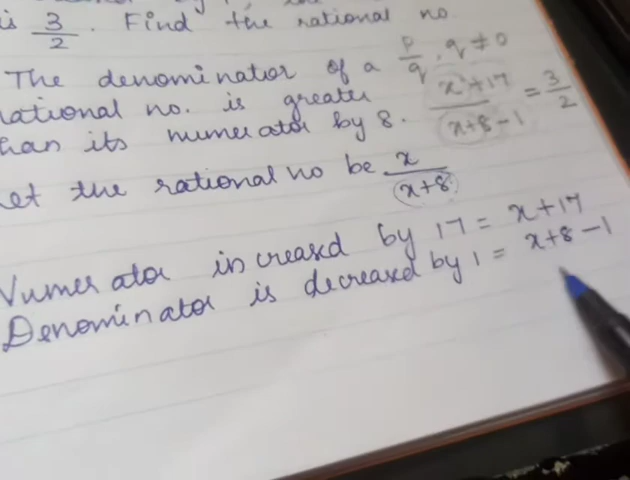 is 3/2. Find the rational no
The denominator of a p/q, q ≠ 0
rational no. is greater
than its numerator by 8.
x+17/x+8-1 = 3/2
Let the rational no be x/x+8
Numerator increased by 17 = x+17
Denominator is decreased by 1 = x+8-1